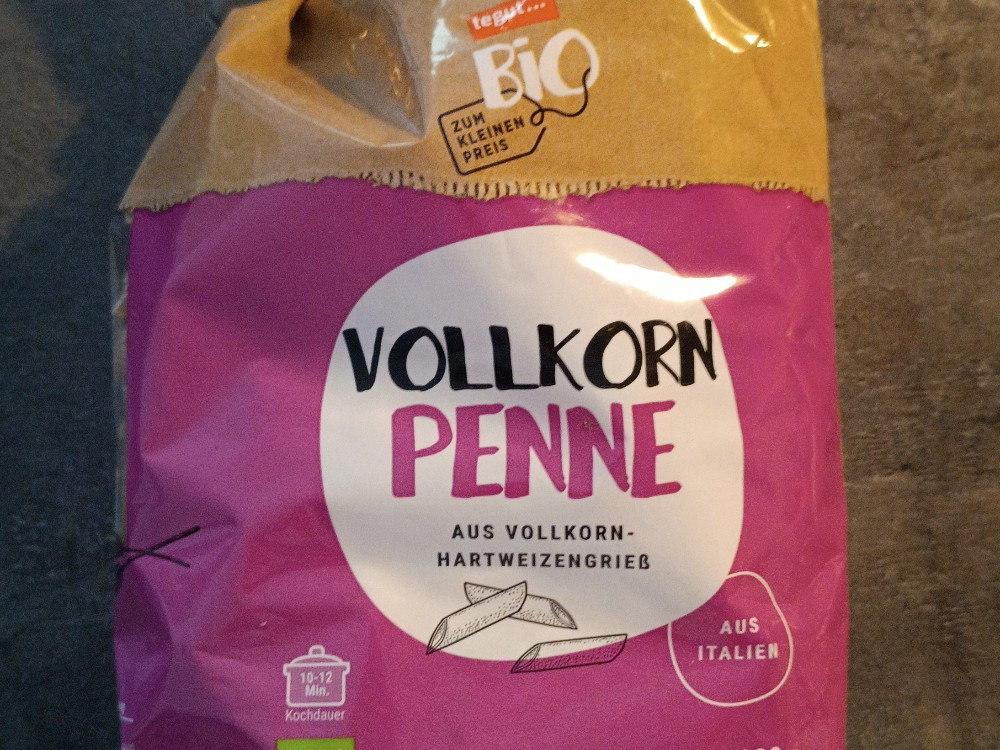 tegut...
BiO
ZUM
KLEINEN
PREIS
VOLLKORN
PENNE
AUS VOLLKORN-
HARTWEIZENGRIEß
AUS
ITALIEN
10-12
Min.
Kochdauer